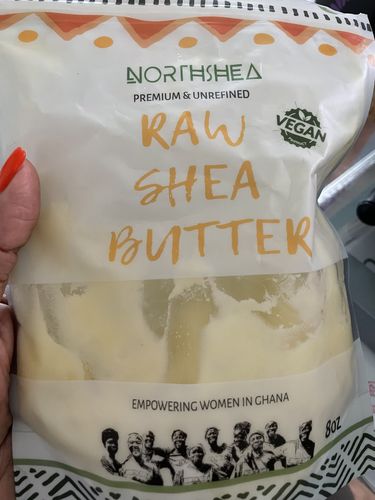 NORTHSHEA
PREMIUM & UNREFINED
RAW
VEGAN
SHEA
BUTTER
EMPOWERING WOMEN IN GHANA
8oz